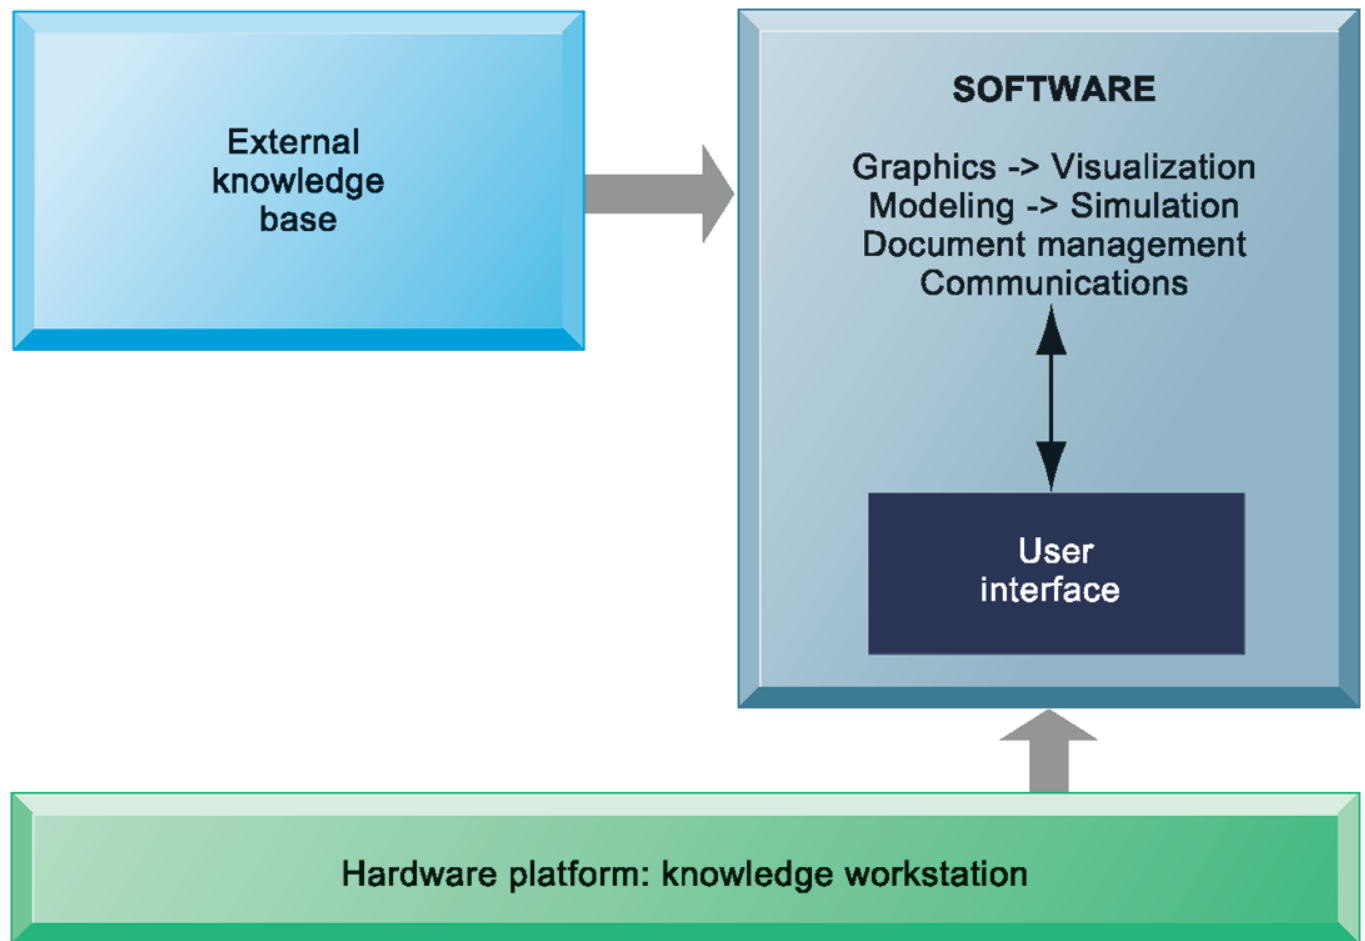 External
knowledge
base
SOFTWARE
Graphics -> Visualization
Modeling -> Simulation
Document management
Communications
User
interface
Hardware platform: knowledge workstation